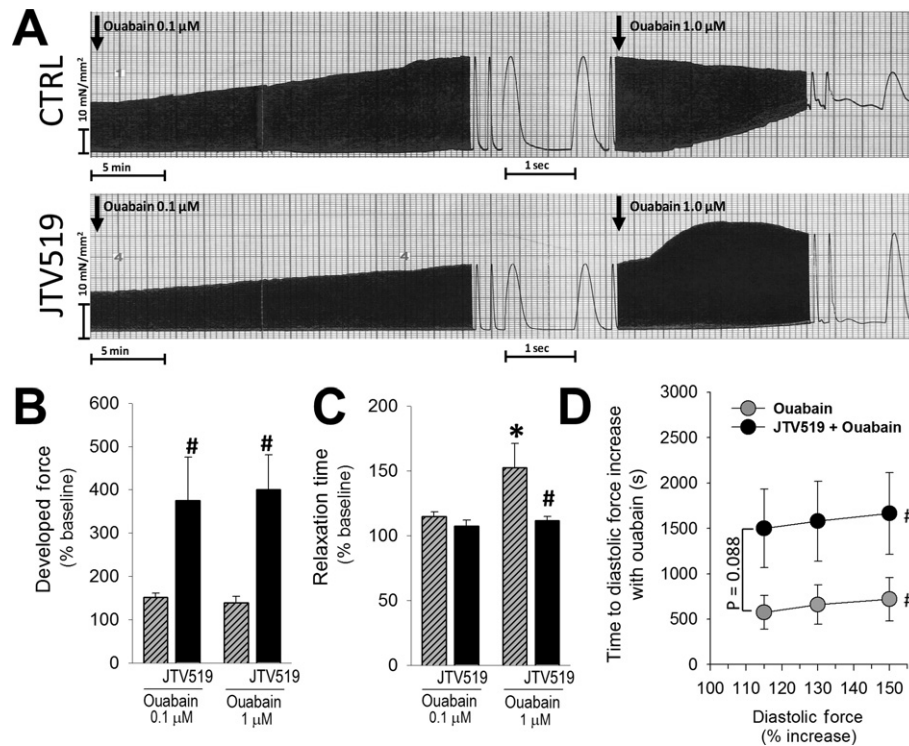 A
CTRL
Ouabain 0.1 µM
Ouabain 1.0 µM
10 mN/mm²
5 min
1 sec
JTV519
Ouabain 0.1 µM
Ouabain 1.0 µM
4
4
10 mN/mm²
5 min
1 sec
B
Developed force
(% baseline)
600
500
400
300
200
100
0
#
#
JTV519
JTV519
Ouabain
0.1 µM
Ouabain
1 µM
C
Relaxation time
(% baseline)
200
150
100
50
0
*
#
JTV519
JTV519
Ouabain
0.1 µM
Ouabain
1 µM
D
Time to diastolic force increase
with ouabain (s)
3000
2500
2000
1500
1000
500
0
Ouabain
JTV519 + Ouabain
P = 0.088
#
#
100 110 120 130 140 150
Diastolic force
(% increase)